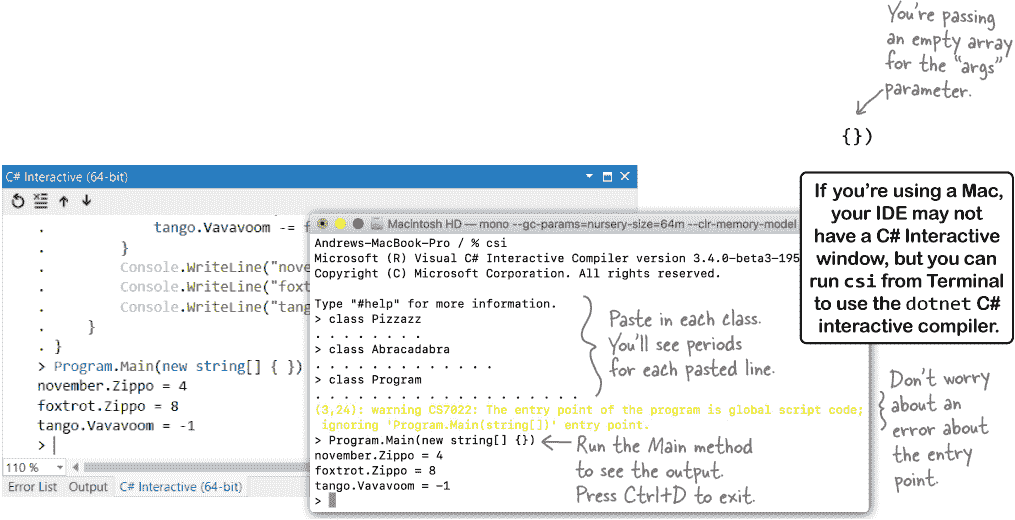 You're passing
an empty array
for the "args"
parameter.
{})
C# Interactive (64-bit)
. tango.Vavavoom -=
. }
. Console.WriteLine("nove
. Console.WriteLine("foxt
. Console.WriteLine("tang
. }
. }
> Program.Main(new string[] { })
november.Zippo = 4
foxtrot.Zippo = 8
tango.Vavavoom = -1
>
110 %
Error List Output C# Interactive (64-bit)
Macintosh HD — mono --gc-params=nursery-size=64m --clr-memory-model
Andrews-MacBook-Pro / % csi
Microsoft (R) Visual C# Interactive Compiler version 3.4.0-beta3-195
Copyright (C) Microsoft Corporation. All rights reserved.
Type "#help" for more information.
> class Pizzazz
. . . . . . . .
> class Abracadabra
. . . . . . . . . . . . .
> class Program
. . . . . . . . . . . . . . . . . . . . .
(3,24): warning CS7022: The entry point of the program is global script code;
ignoring 'Program.Main(string[])' entry point.
> Program.Main(new string[] {})
november.Zippo = 4
foxtrot.Zippo = 8
tango.Vavavoom = -1
>
Paste in each class.
You'll see periods
for each pasted line.
Run the Main method
to see the output.
Press Ctrl+D to exit.
If you're using a Mac,
your IDE may not
have a C# Interactive
window, but you can
run csi from Terminal
to use the dotnet C#
interactive compiler.
Don't worry
about an
error about
the entry
point.